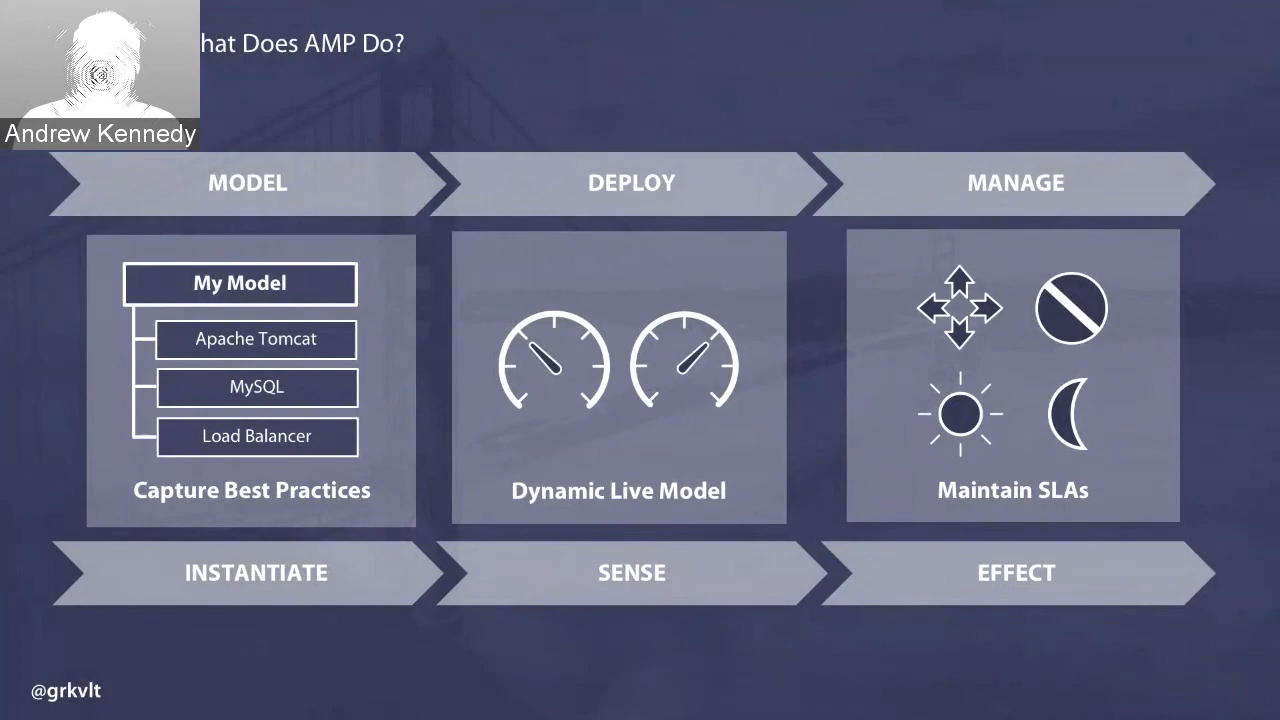 hat Does AMP Do?
Andrew Kennedy
MODEL
DEPLOY
MANAGE
My Model
Apache Tomcat
MySQL
Load Balancer
Capture Best Practices
Dynamic Live Model
Maintain SLAs
INSTANTIATE
SENSE
EFFECT
@grkvlt